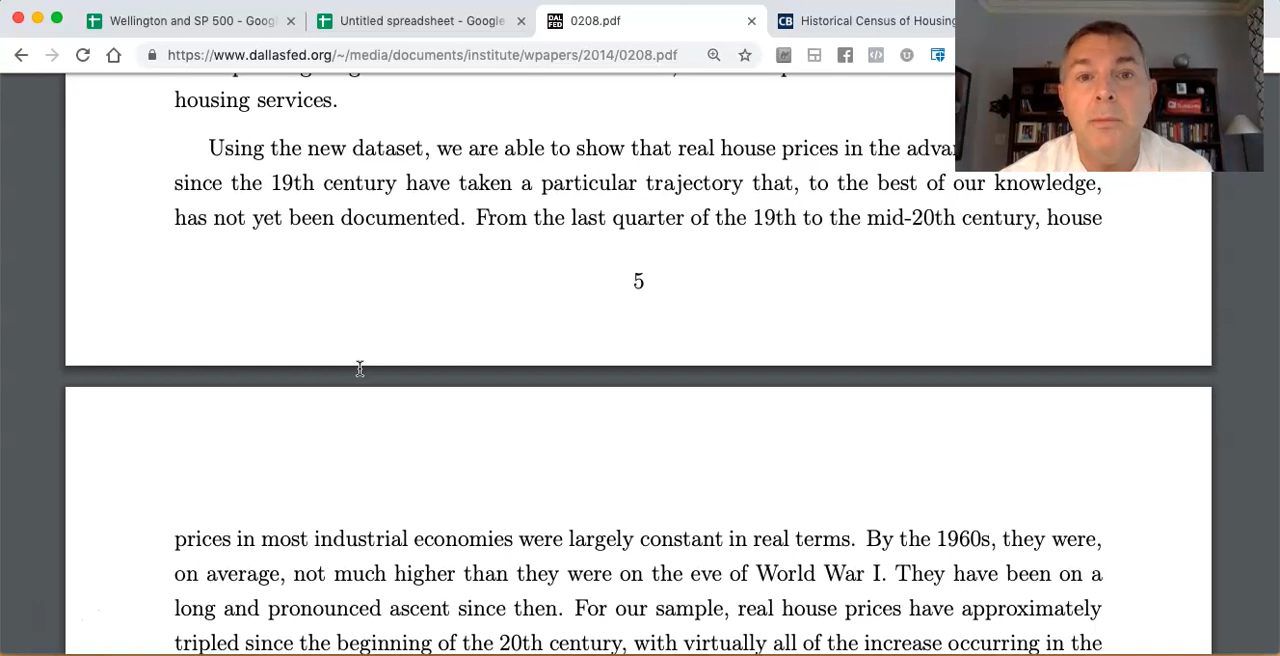 Wellington and SP 500 - Goog
Untitled spreadsheet - Google
DAL FED
0208.pdf
CB
Historical Census of Housing
https://www.dallasfed.org/~/media/documents/institute/wpapers/2014/0208.pdf
housing services.
Using the new dataset, we are able to show that real house prices in the adva
since the 19th century have taken a particular trajectory that, to the best of our knowledge,
has not yet been documented. From the last quarter of the 19th to the mid-20th century, house
5
prices in most industrial economies were largely constant in real terms. By the 1960s, they were,
on average, not much higher than they were on the eve of World War I. They have been on a
long and pronounced ascent since then. For our sample, real house prices have approximately
tripled since the beginning of the 20th century, with virtually all of the increase occurring in the